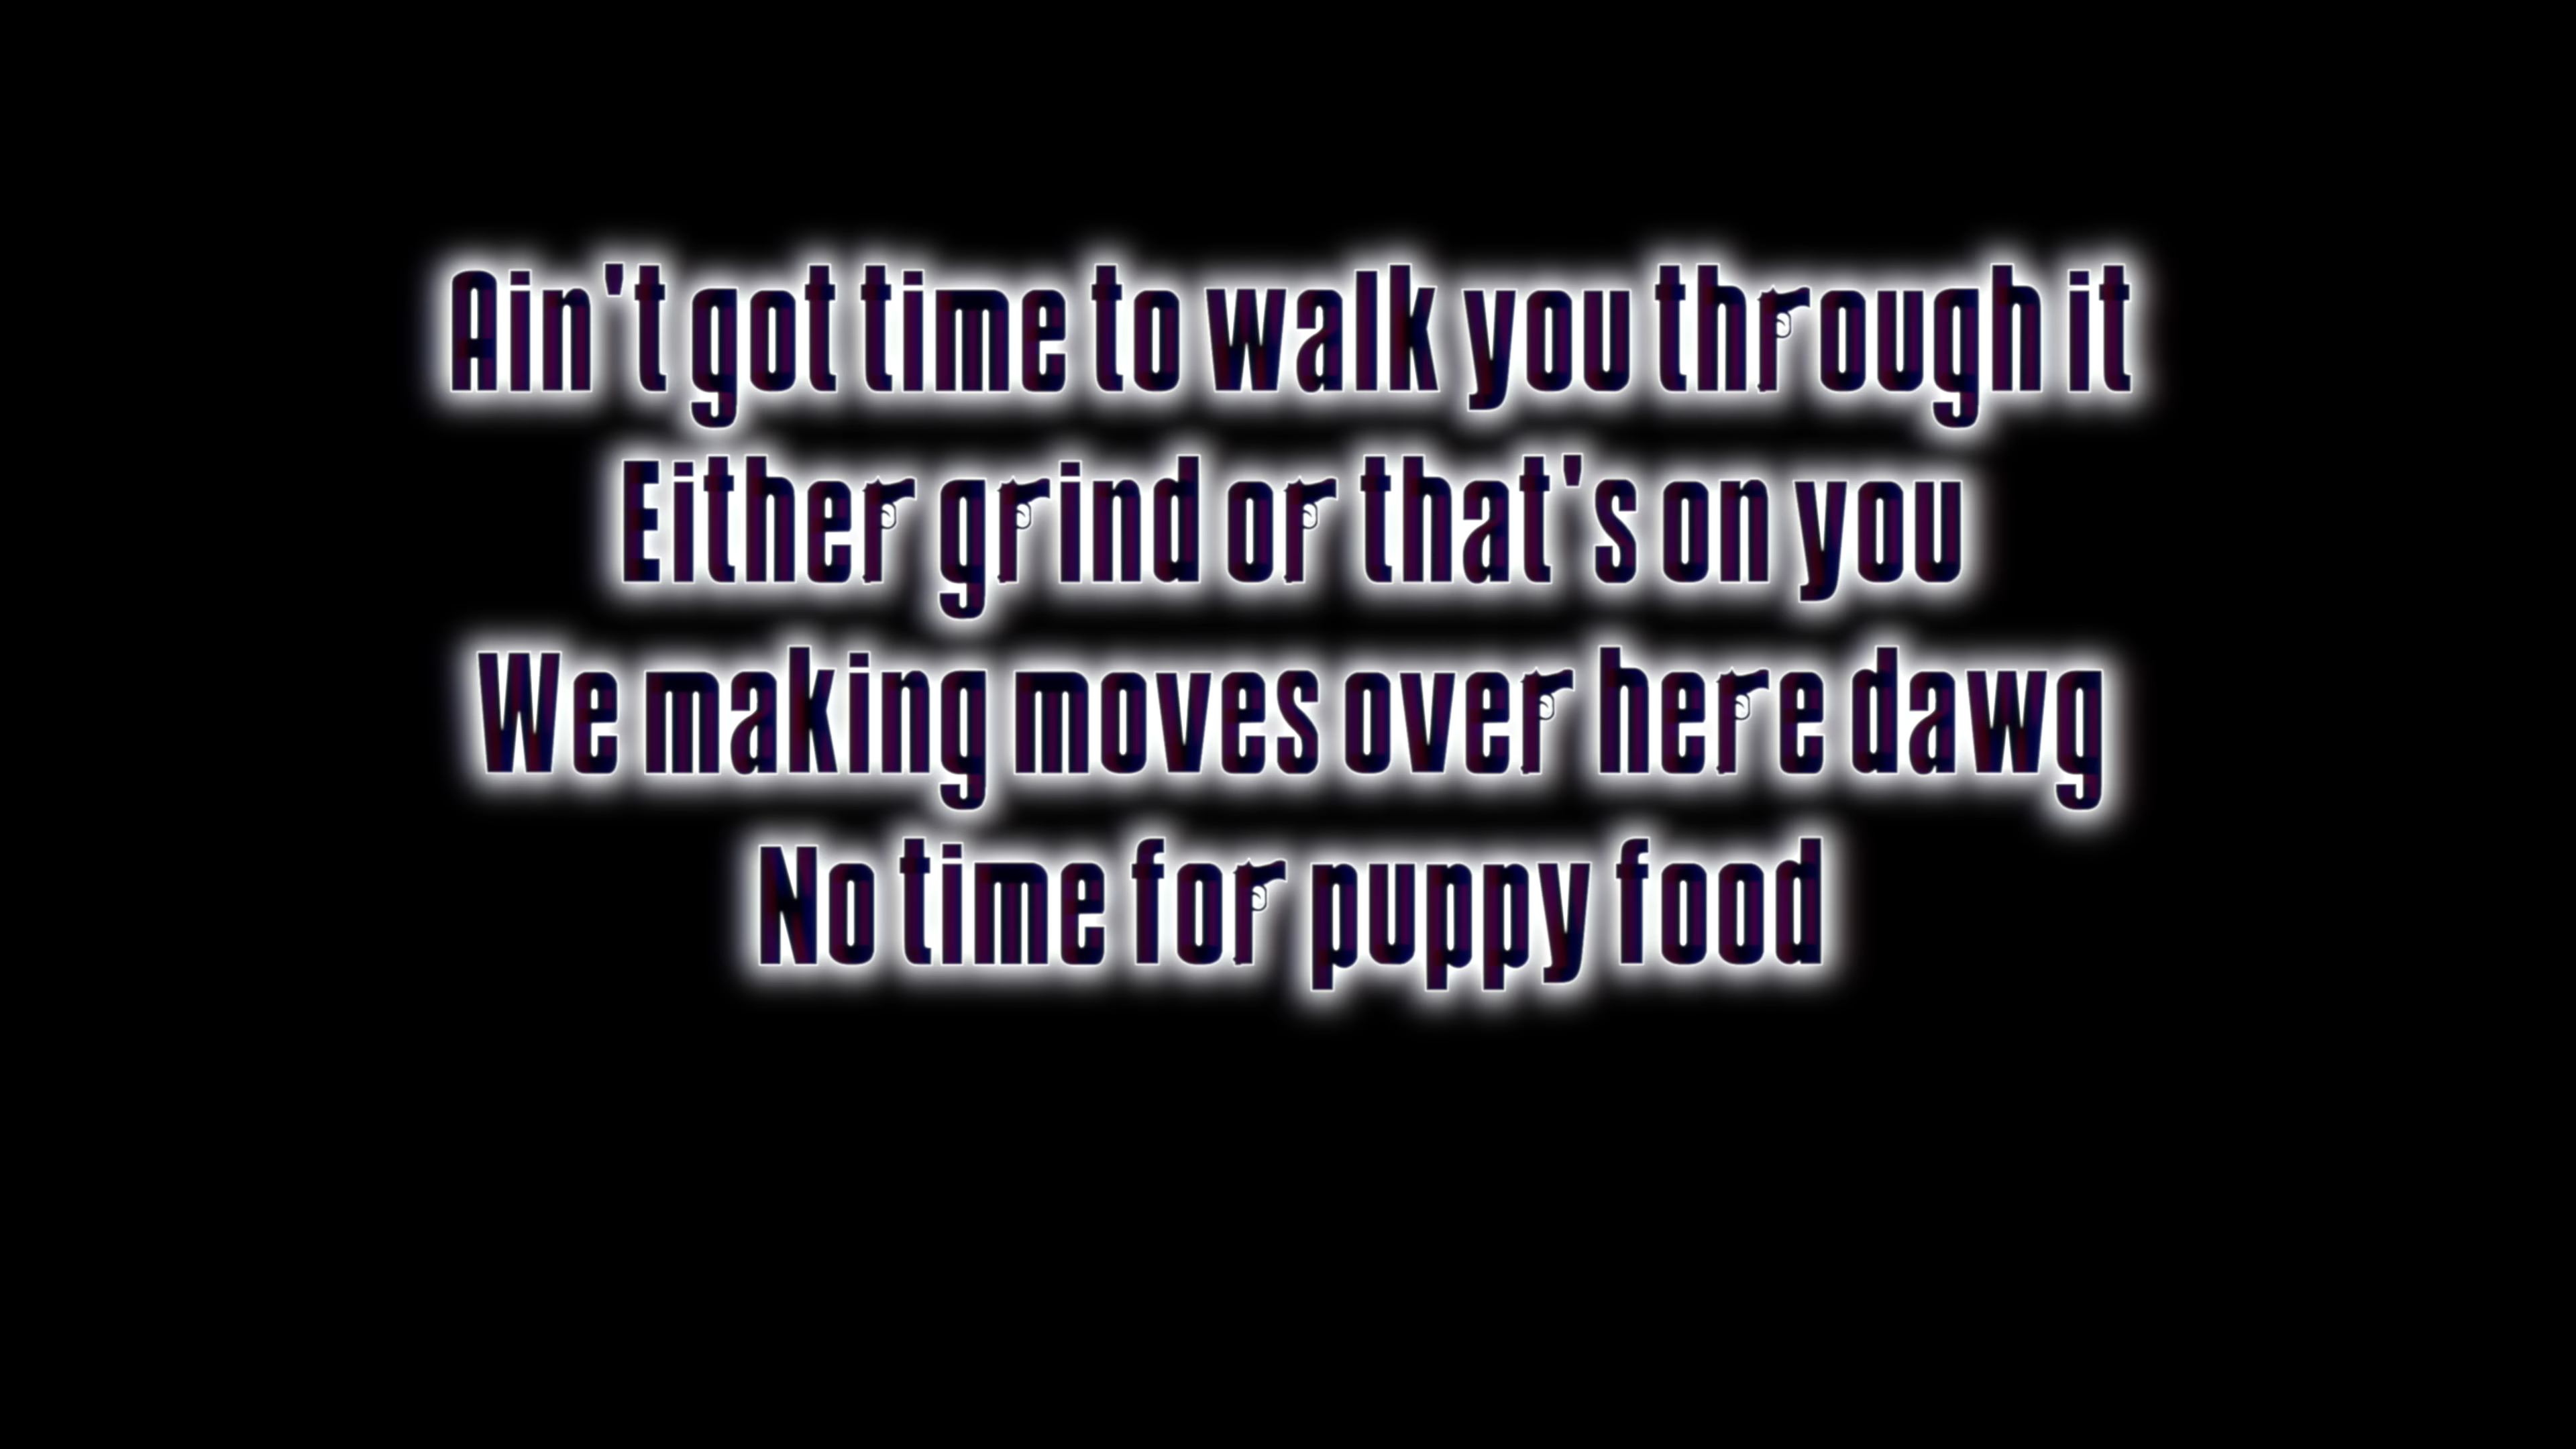 Ain't got time to walk you through it
Either grind or that's on you
We making moves over here dawg
No time for puppy food